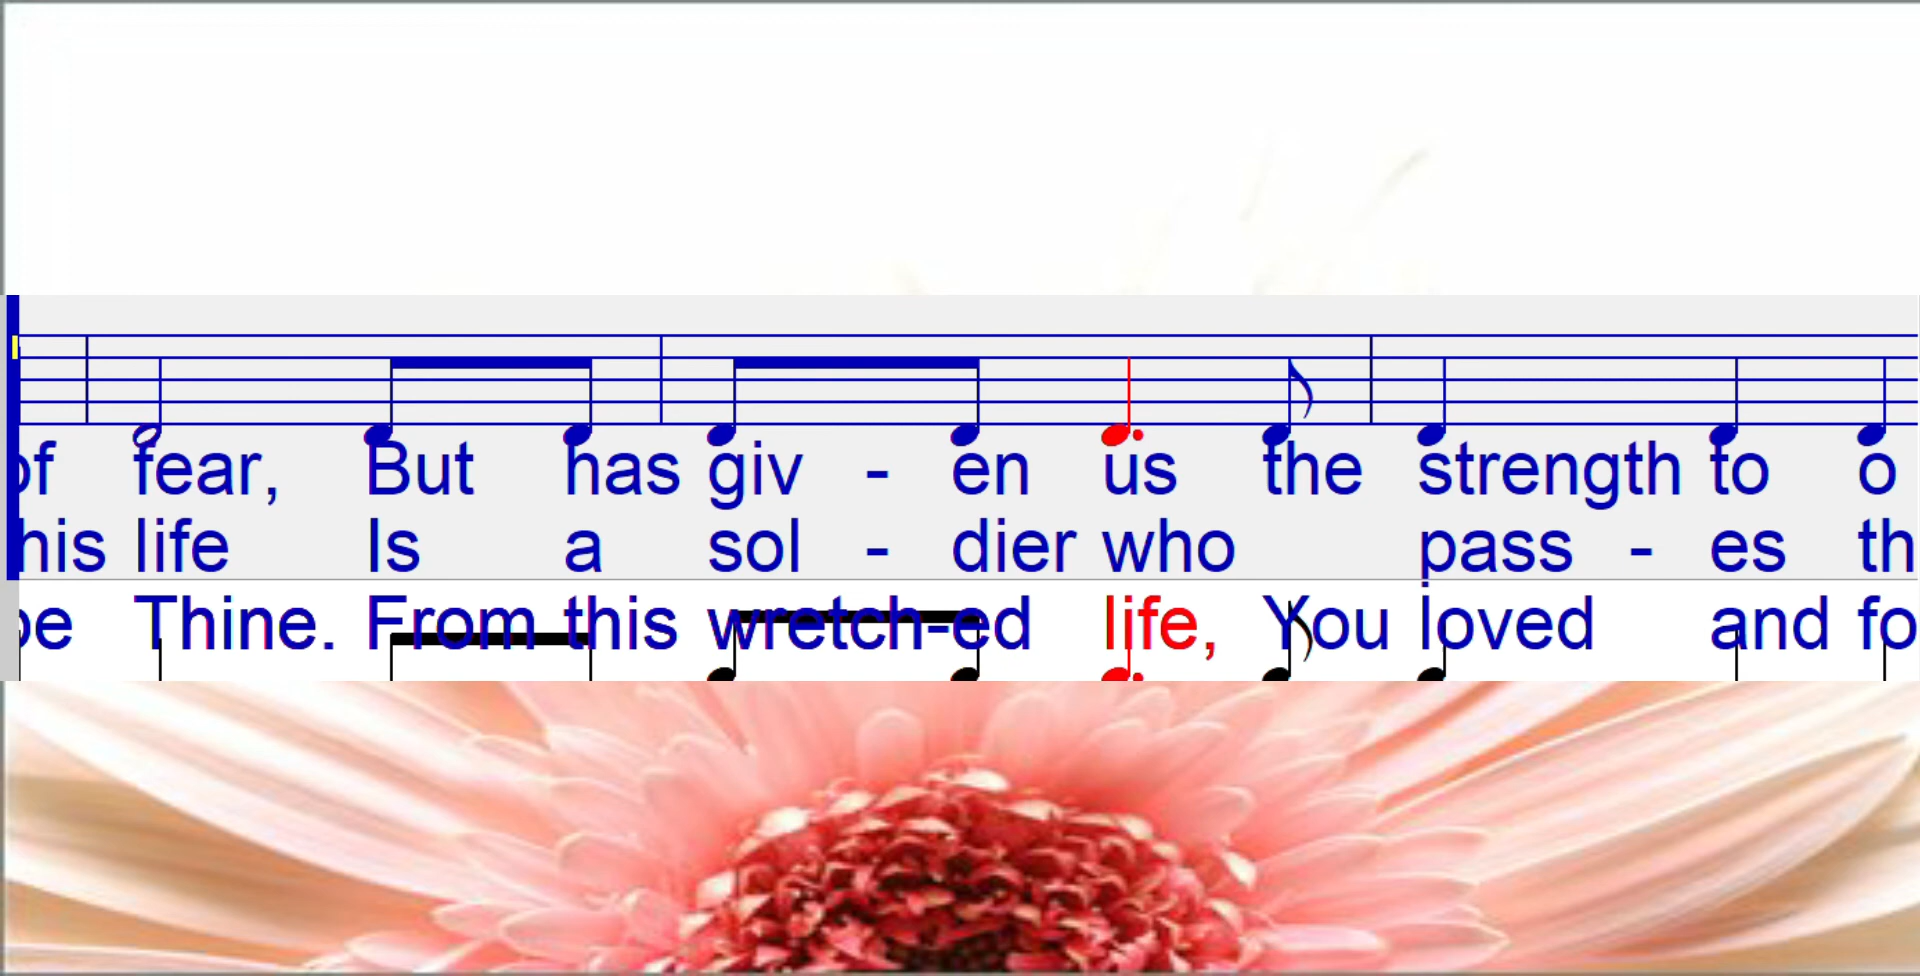 of fear, But has giv - en us the strength to o
his life Is a sol - dier who pass - es th
be Thine. From this wretch-ed life, You loved and fo